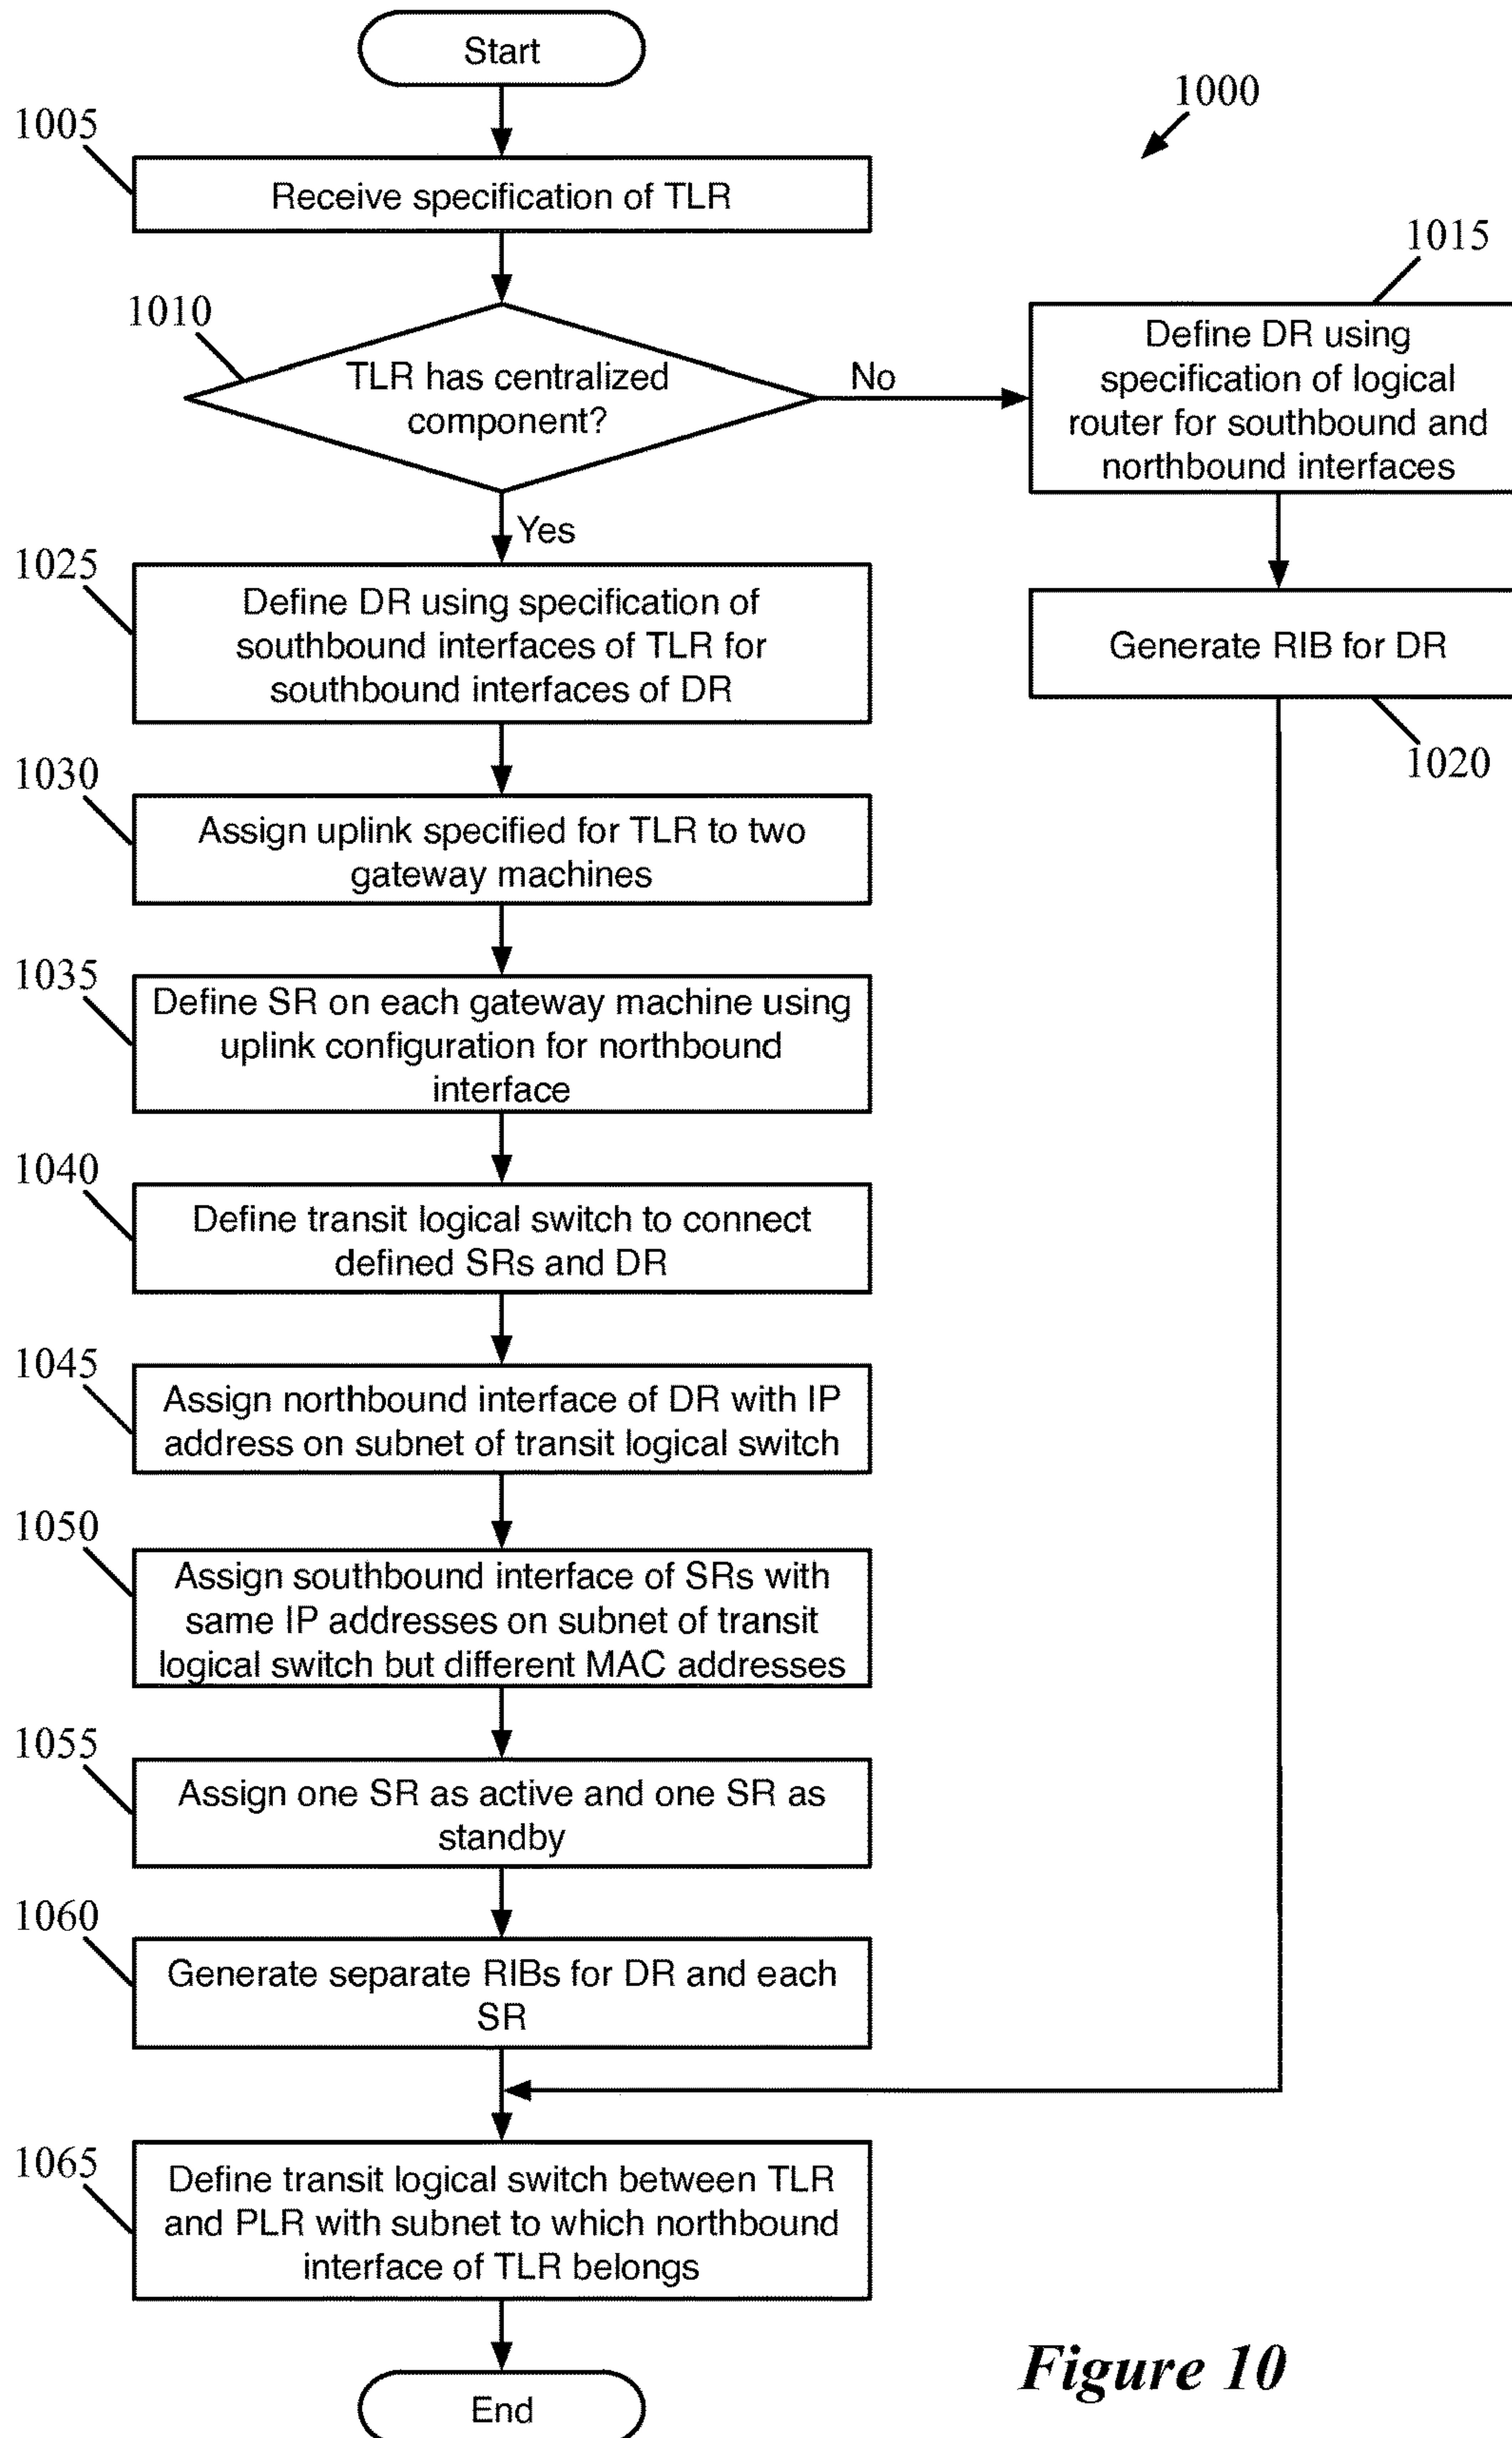 Start
1000
1005
Receive specification of TLR
1010
TLR has centralized
component?
No
1015
Define DR using
specification of logical
router for southbound and
northbound interfaces
Generate RIB for DR
1020
Yes
1025
Define DR using specification of
southbound interfaces of TLR for
southbound interfaces of DR
1030
Assign uplink specified for TLR to two
gateway machines
1035
Define SR on each gateway machine using
uplink configuration for northbound
interface
1040
Define transit logical switch to connect
defined SRs and DR
1045
Assign northbound interface of DR with IP
address on subnet of transit logical switch
1050
Assign southbound interface of SRs with
same IP addresses on subnet of transit
logical switch but different MAC addresses
1055
Assign one SR as active and one SR as
standby
1060
Generate separate RIBs for DR and each
SR
1065
Define transit logical switch between TLR
and PLR with subnet to which northbound
interface of TLR belongs
End
Figure 10